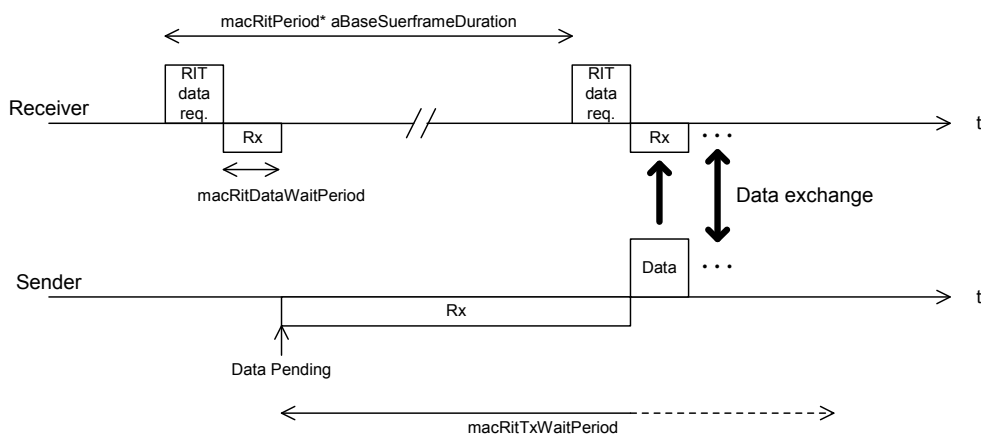 macRitPeriod* aBaseSuerframeDuration
RIT
data
req.
RIT
data
req.
Receiver
t
Rx
Rx
...
macRitDataWaitPeriod
Data exchange
Data
...
Sender
t
Rx
Data Pending
macRitTxWaitPeriod